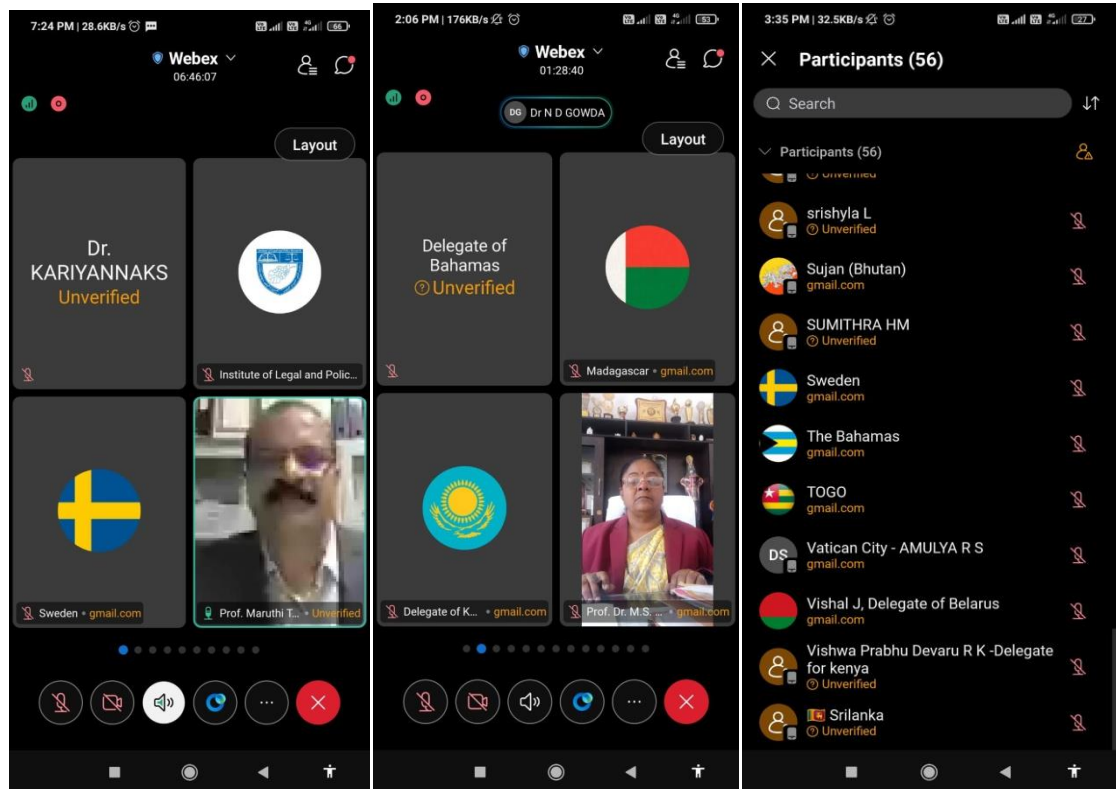 7:24 PM | 28.6KB/s
66
Webex
06:46:07
Layout
Dr.
KARIYANNAKS
Unverified
Institute of Legal and Polic...
Sweden • gmail.com
Prof. Maruthi T... • Unverified
2:06 PM | 176KB/s
4G
53
Webex
01:28:40
DG Dr N D GOWDA
Layout
Delegate of
Bahamas
Unverified
Madagascar • gmail.com
Delegate of K... • gmail.com
Prof. Dr. M.S. ... • gmail.com
3:35 PM | 32.5KB/s
4G
27
Participants (56)
Search
Participants (56)
Unverified
srishyla L
Unverified
Sujan (Bhutan)
gmail.com
SUMITHRA HM
Unverified
Sweden
gmail.com
The Bahamas
gmail.com
TOGO
gmail.com
DS Vatican City - AMULYA R S
gmail.com
Vishal J, Delegate of Belarus
gmail.com
Vishwa Prabhu Devaru R K -Delegate
for kenya
Unverified
Srilanka
Unverified